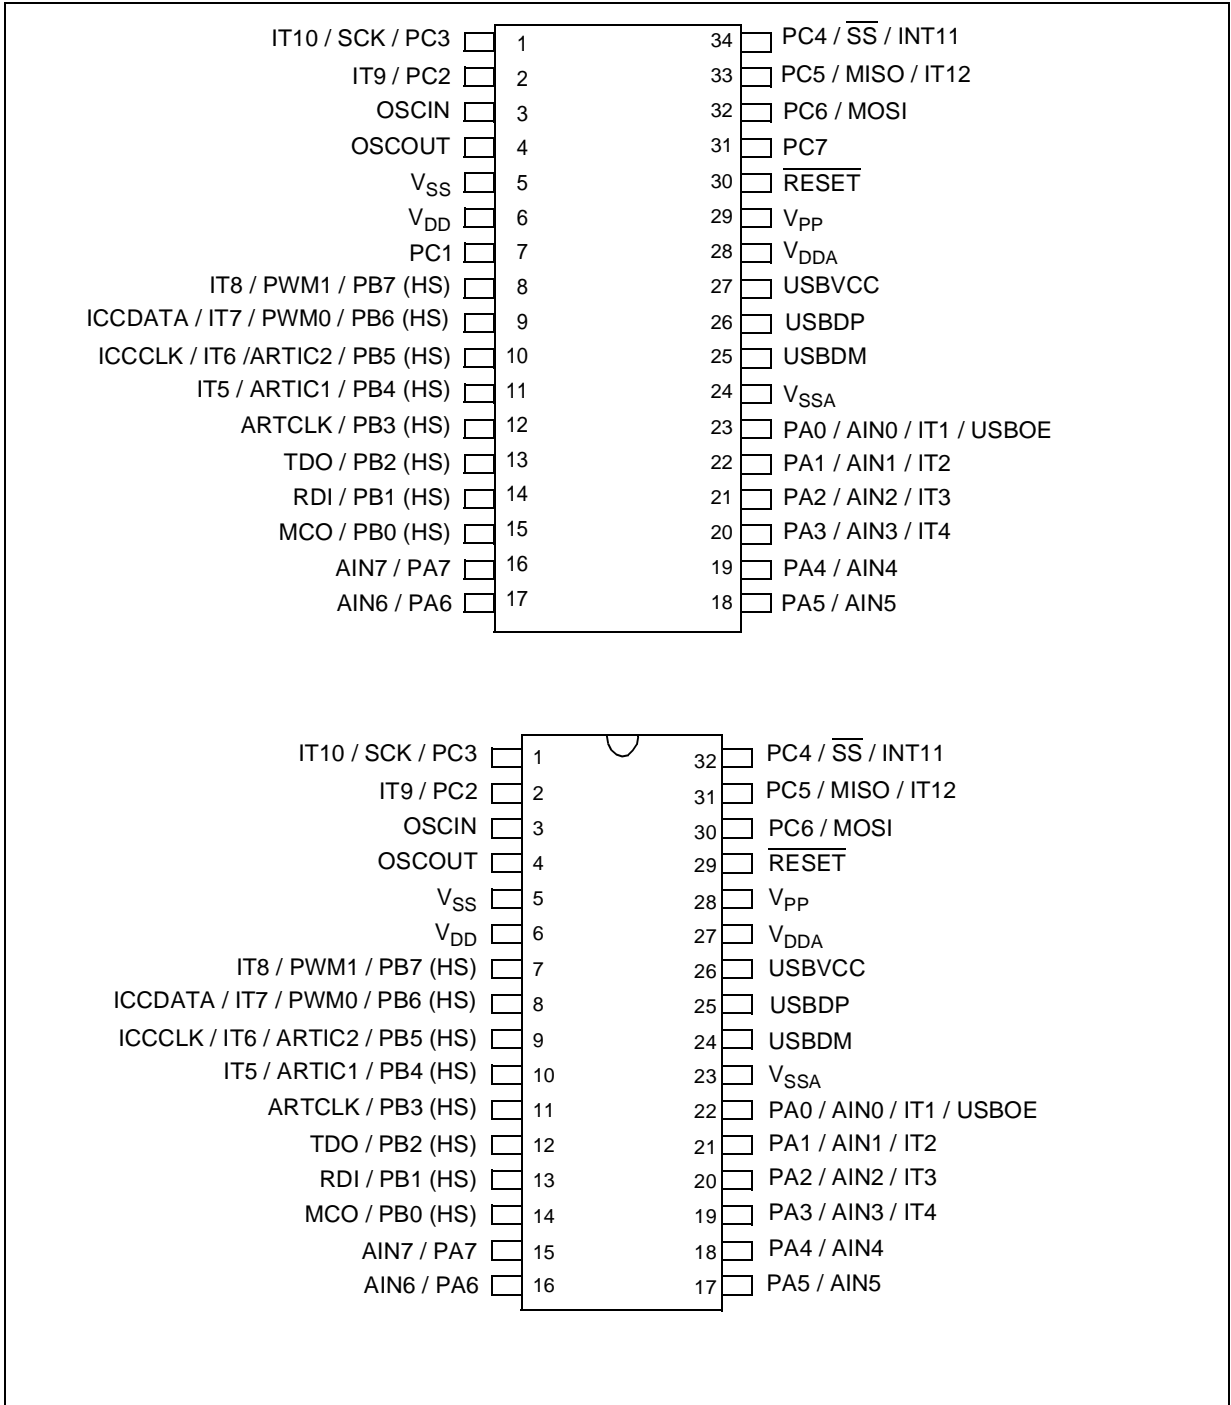 IT10 / SCK / PC3 1 34 PC4 / SS / INT11
IT9 / PC2 2 33 PC5 / MISO / IT12
OSCIN 3 32 PC6 / MOSI
OSCOUT 4 31 PC7
VSS 5 30 RESET
VDD 6 29 VPP
PC1 7 28 VDDA
IT8 / PWM1 / PB7 (HS) 8 27 USBVCC
ICCDATA / IT7 / PWM0 / PB6 (HS) 9 26 USBDP
ICCCLK / IT6 /ARTIC2 / PB5 (HS) 10 25 USBDM
IT5 / ARTIC1 / PB4 (HS) 11 24 VSSA
ARTCLK / PB3 (HS) 12 23 PA0 / AIN0 / IT1 / USBOE
TDO / PB2 (HS) 13 22 PA1 / AIN1 / IT2
RDI / PB1 (HS) 14 21 PA2 / AIN2 / IT3
MCO / PB0 (HS) 15 20 PA3 / AIN3 / IT4
AIN7 / PA7 16 19 PA4 / AIN4
AIN6 / PA6 17 18 PA5 / AIN5
IT10 / SCK / PC3 1 32 PC4 / SS / INT11
IT9 / PC2 2 31 PC5 / MISO / IT12
OSCIN 3 30 PC6 / MOSI
OSCOUT 4 29 RESET
VSS 5 28 VPP
VDD 6 27 VDDA
IT8 / PWM1 / PB7 (HS) 7 26 USBVCC
ICCDATA / IT7 / PWM0 / PB6 (HS) 8 25 USBDP
ICCCLK / IT6 / ARTIC2 / PB5 (HS) 9 24 USBDM
IT5 / ARTIC1 / PB4 (HS) 10 23 VSSA
ARTCLK / PB3 (HS) 11 22 PA0 / AIN0 / IT1 / USBOE
TDO / PB2 (HS) 12 21 PA1 / AIN1 / IT2
RDI / PB1 (HS) 13 20 PA2 / AIN2 / IT3
MCO / PB0 (HS) 14 19 PA3 / AIN3 / IT4
AIN7 / PA7 15 18 PA4 / AIN4
AIN6 / PA6 16 17 PA5 / AIN5